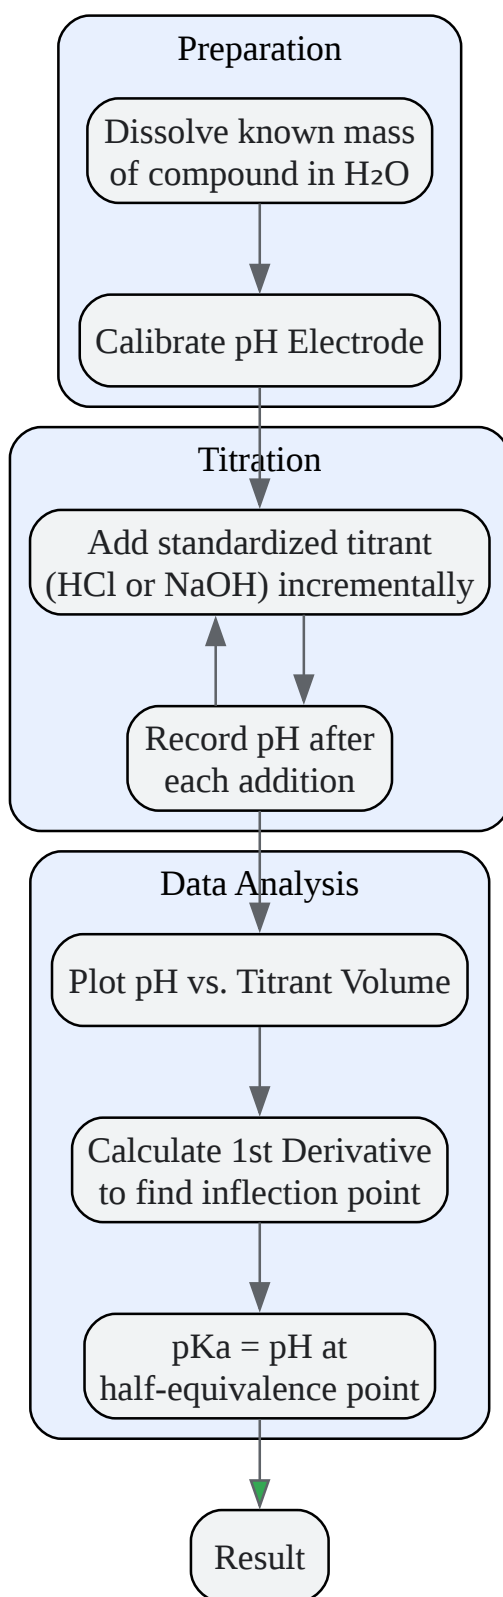 Preparation
Dissolve known mass
of compound in H₂O
Calibrate pH Electrode
Titration
Add standardized titrant
(HCl or NaOH) incrementally
Record pH after
each addition
Data Analysis
Plot pH vs. Titrant Volume
Calculate 1st Derivative
to find inflection point
pKa = pH at
half-equivalence point
Result